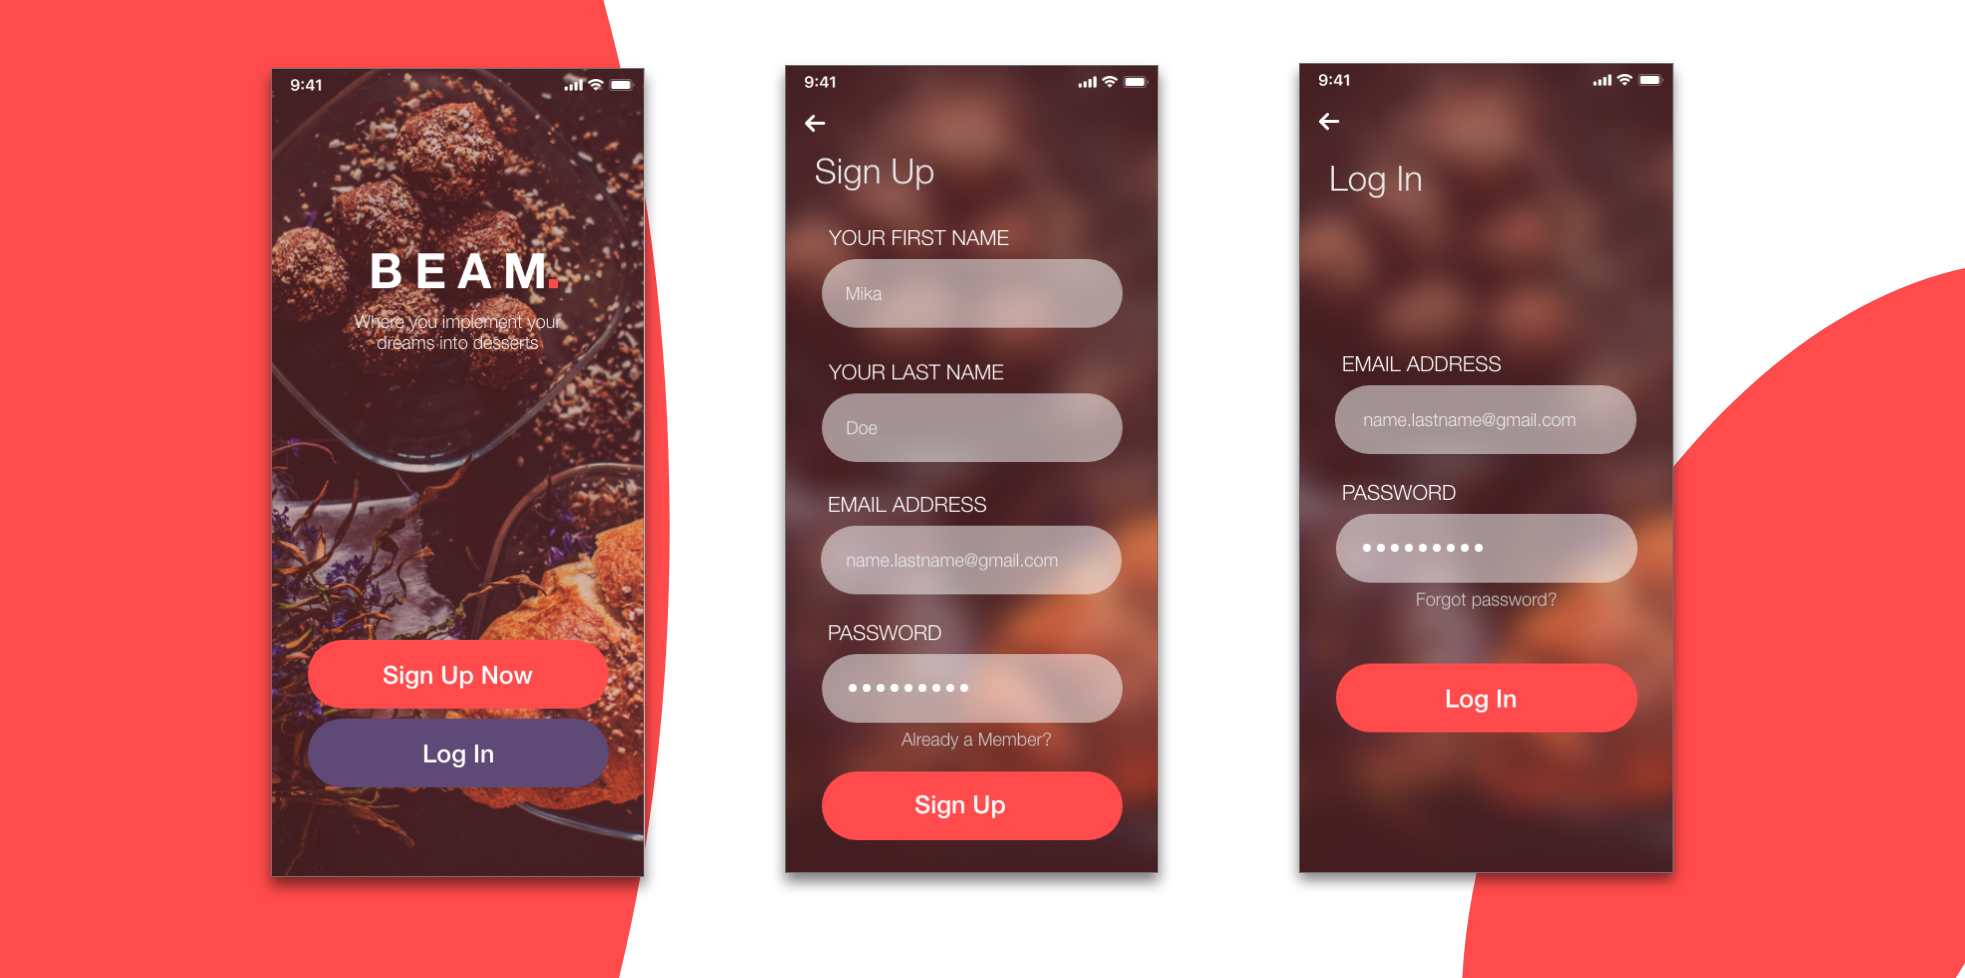 9:41
BEAM.
Where you implement your
dreams into desserts
Sign Up Now
Log In
9:41
Sign Up
YOUR FIRST NAME
Mika
YOUR LAST NAME
Doe
EMAIL ADDRESS
name.lastname@gmail.com
PASSWORD
•••••••••
Already a Member?
Sign Up
9:41
Log In
EMAIL ADDRESS
name.lastname@gmail.com
PASSWORD
•••••••••
Forgot password?
Log In